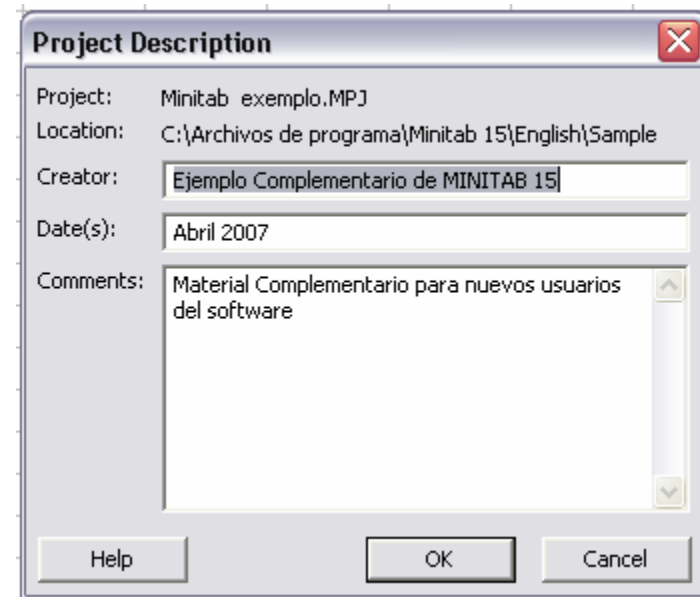 Project Description
Project: Minitab exemplo.MPJ
Location: C:\Archivos de programa\Minitab 15\English\Sample
Creator: Ejemplo Complementario de MINITAB 15
Date(s): Abril 2007
Comments: Material Complementario para nuevos usuarios
del software
Help OK Cancel